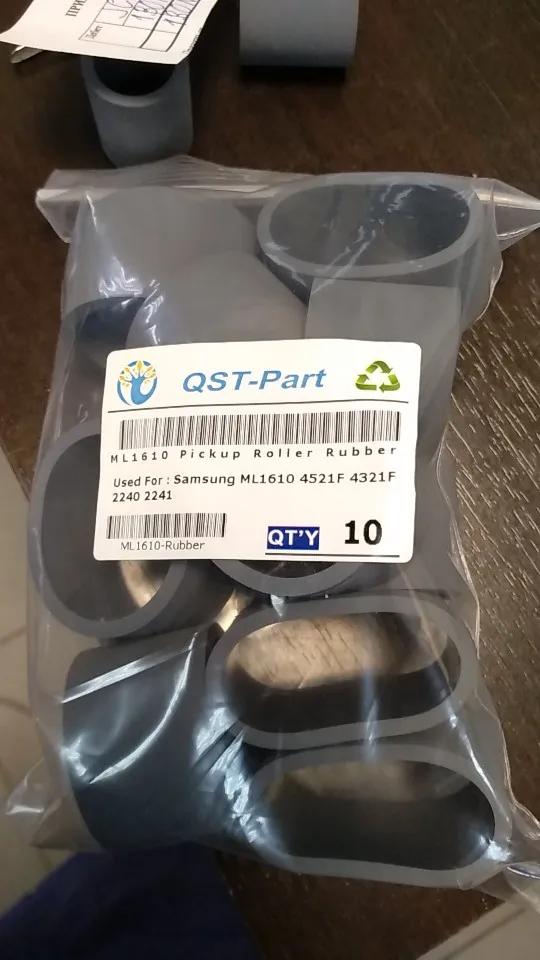 QST-Part
ML1610 Pickup Roller Rubber
Used For : Samsung ML1610 4521F 4321F
2240 2241
ML1610-Rubber
QT'Y 10